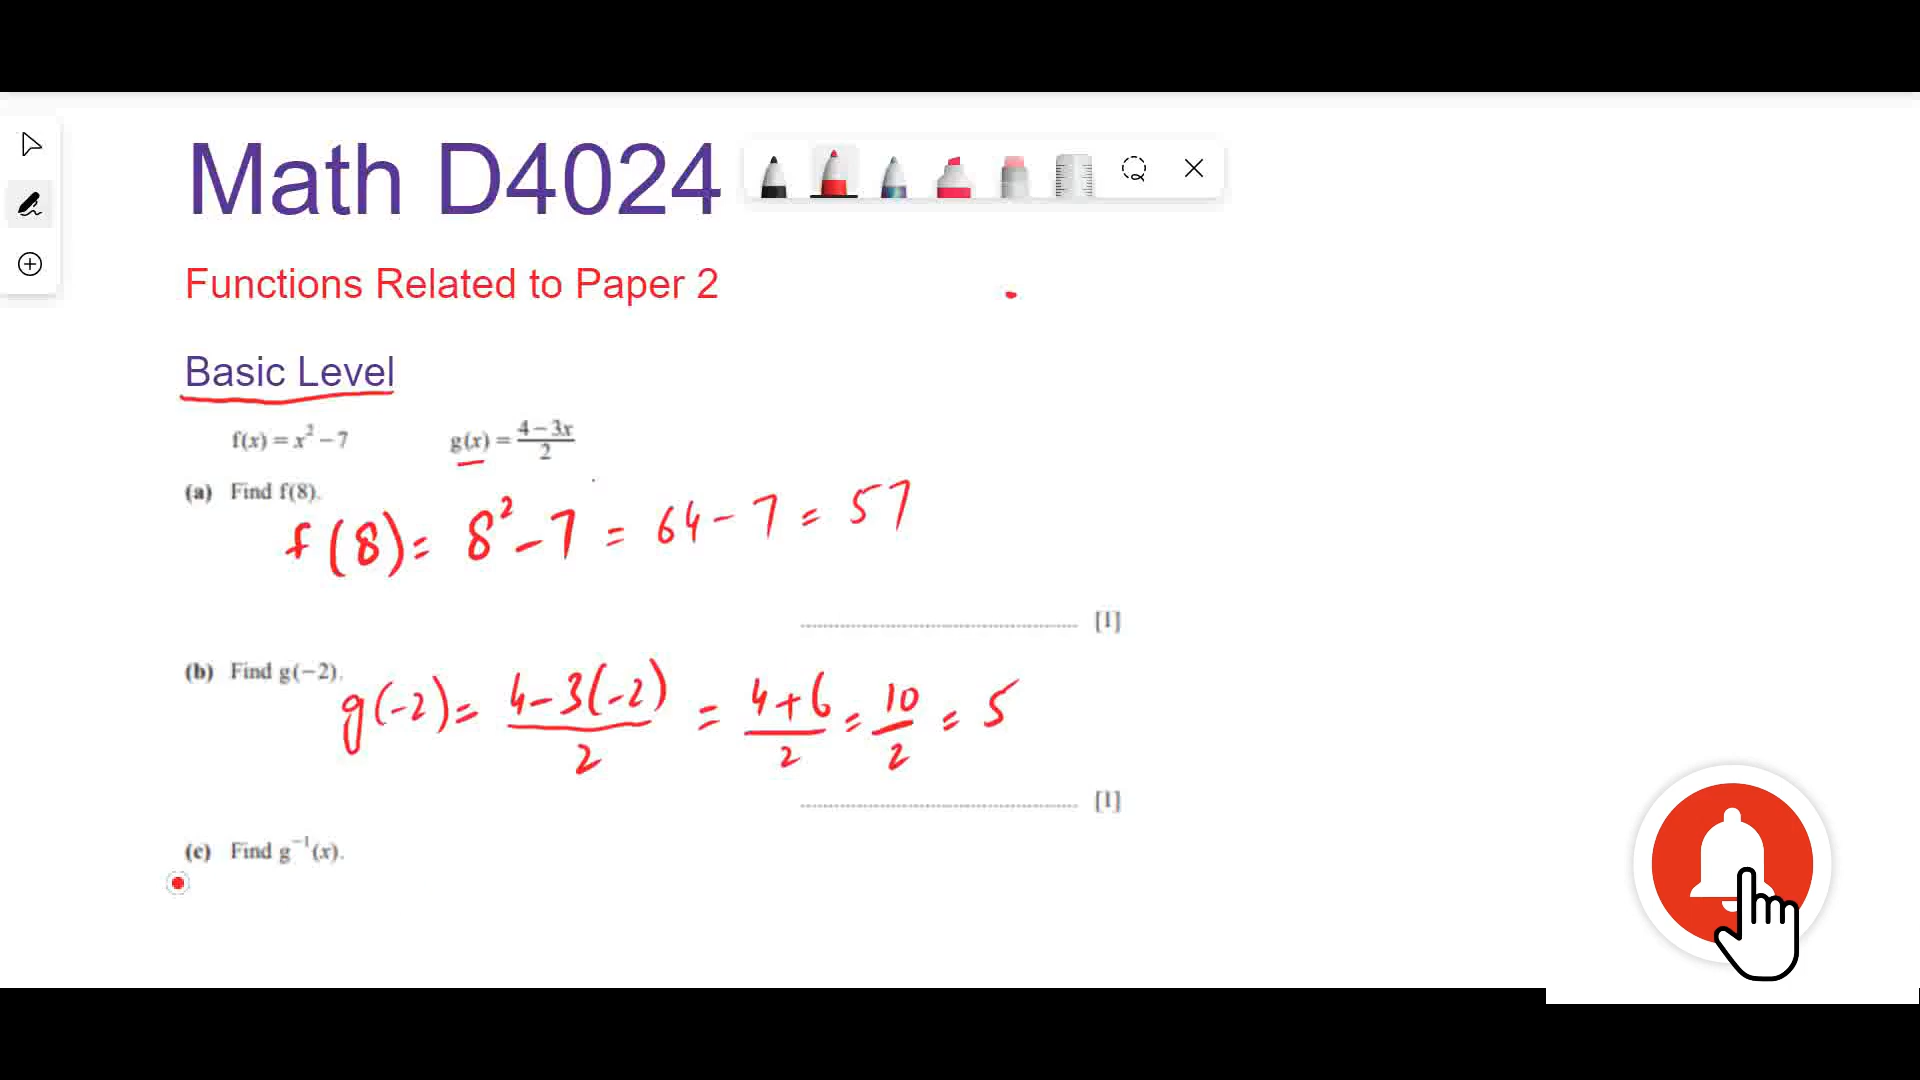 Math D4024
Functions Related to Paper 2
Basic Level
f(x) = x² − 7 g(x) = (4 − 3x)/2
(a) Find f(8).
f(8) = 8² − 7 = 64 − 7 = 57
[1]
(b) Find g(−2).
g(−2) = (4 − 3(−2))/2 = (4 + 6)/2 = 10/2 = 5
[1]
(c) Find g⁻¹(x).